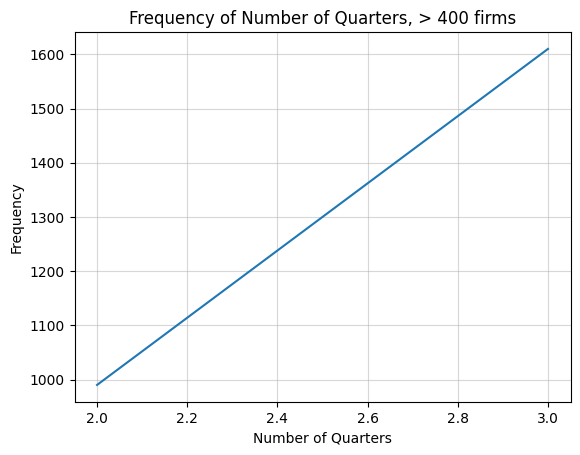 Frequency of Number of Quarters, > 400 firms
1600
1500
1400
1300
1200
1100
1000
Frequency
2.0 2.2 2.4 2.6 2.8 3.0
Number of Quarters